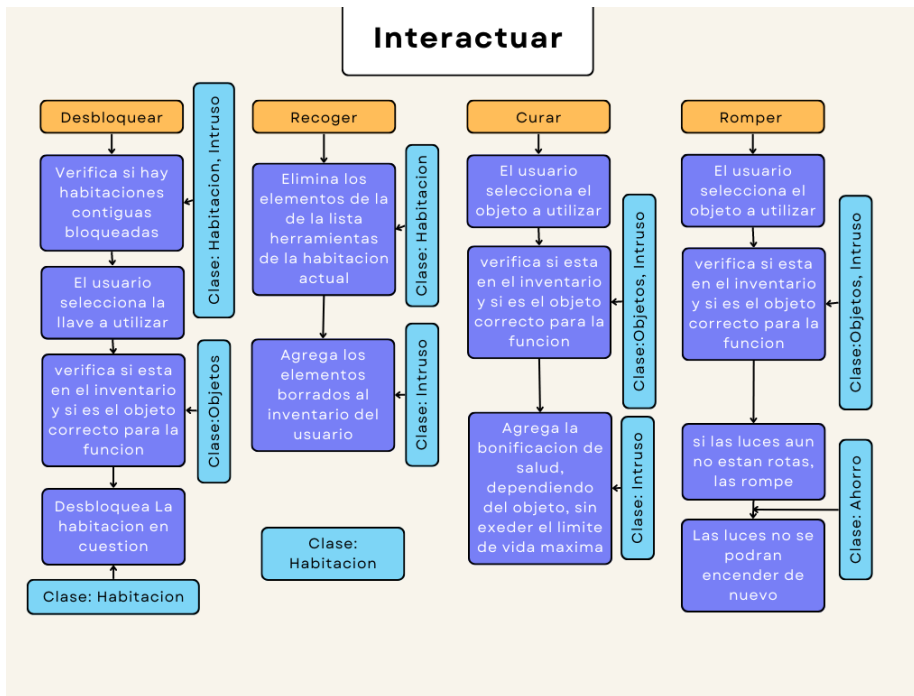 Interactuar
Desbloquear
Verifica si hay
habitaciones
contiguas
bloqueadas
Clase: Habitacion, Intruso
El usuario
selecciona la
llave a utilizar
verifica si esta
en el inventario
y si es el objeto
correcto para la
funcion
Clase:Objetos
Desbloquea La
habitacion en
cuestion
Clase: Habitacion
Recoger
Elimina los
elementos de la
de la lista
herramientas
de la habitacion
actual
Clase: Habitacion
Agrega los
elementos
borrados al
inventario del
usuario
Clase: Intruso
Clase:
Habitacion
Curar
El usuario
selecciona el
objeto a utilizar
verifica si esta
en el inventario
y si es el objeto
correcto para la
funcion
Clase:Objetos, Intruso
Agrega la
bonificacion de
salud,
dependiendo
del objeto, sin
exeder el limite
de vida maxima
Clase: Intruso
Romper
El usuario
selecciona el
objeto a utilizar
verifica si esta
en el inventario
y si es el objeto
correcto para la
funcion
Clase:Objetos, Intruso
si las luces aun
no estan rotas,
las rompe
Clase: Ahorro
Las luces no se
podran
encender de
nuevo